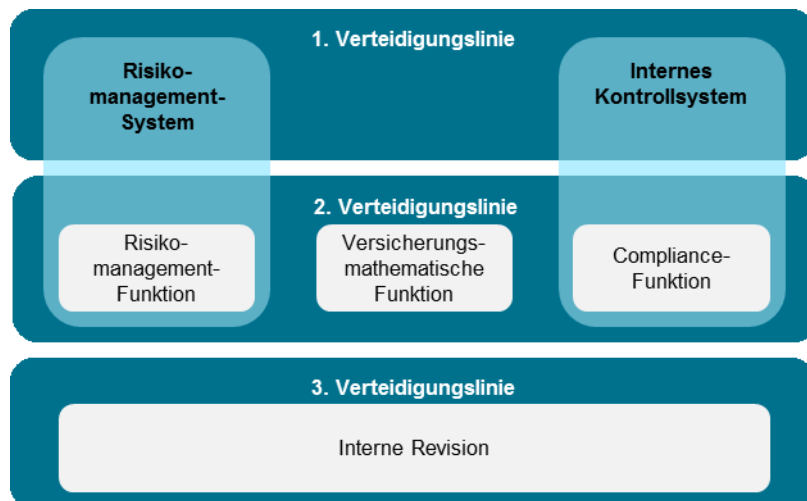 1. Verteidigungslinie
Risiko-
management-
System
Internes
Kontrollsystem
2. Verteidigungslinie
Risiko-
management-
Funktion
Versicherungs-
mathematische
Funktion
Compliance-
Funktion
3. Verteidigungslinie
Interne Revision